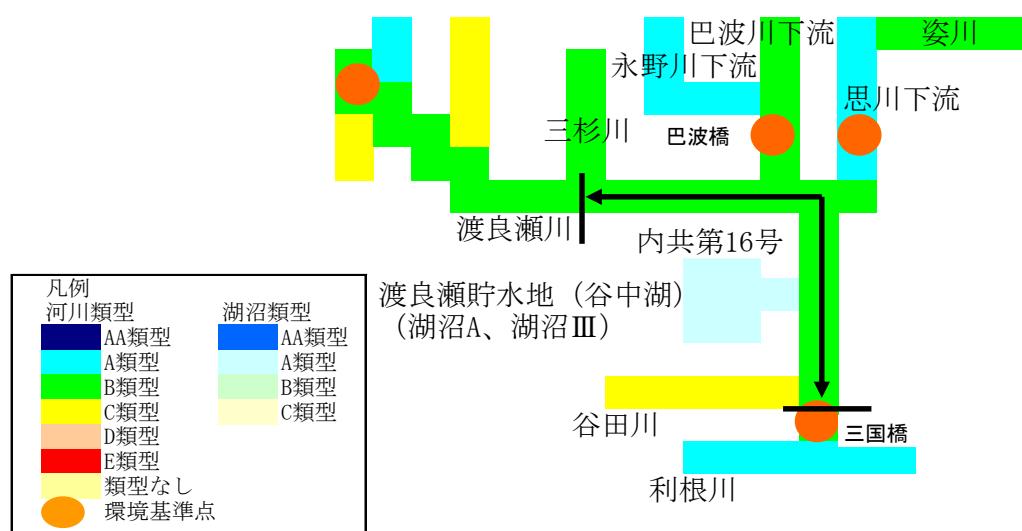 巴波川下流
姿川
永野川下流
思川下流
三杉川
巴波橋
渡良瀬川
内共第16号
渡良瀬貯水地（谷中湖）
（湖沼A、湖沼Ⅲ）
谷田川
三国橋
利根川
凡例
河川類型
湖沼類型
AA類型
AA類型
A類型
A類型
B類型
B類型
C類型
C類型
D類型
E類型
類型なし
環境基準点